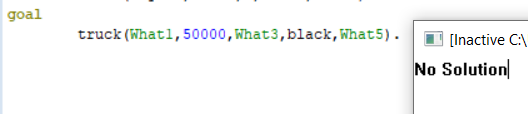 goal
truck(What1,50000,What3,black,What5).
[Inactive C:\
No Solution